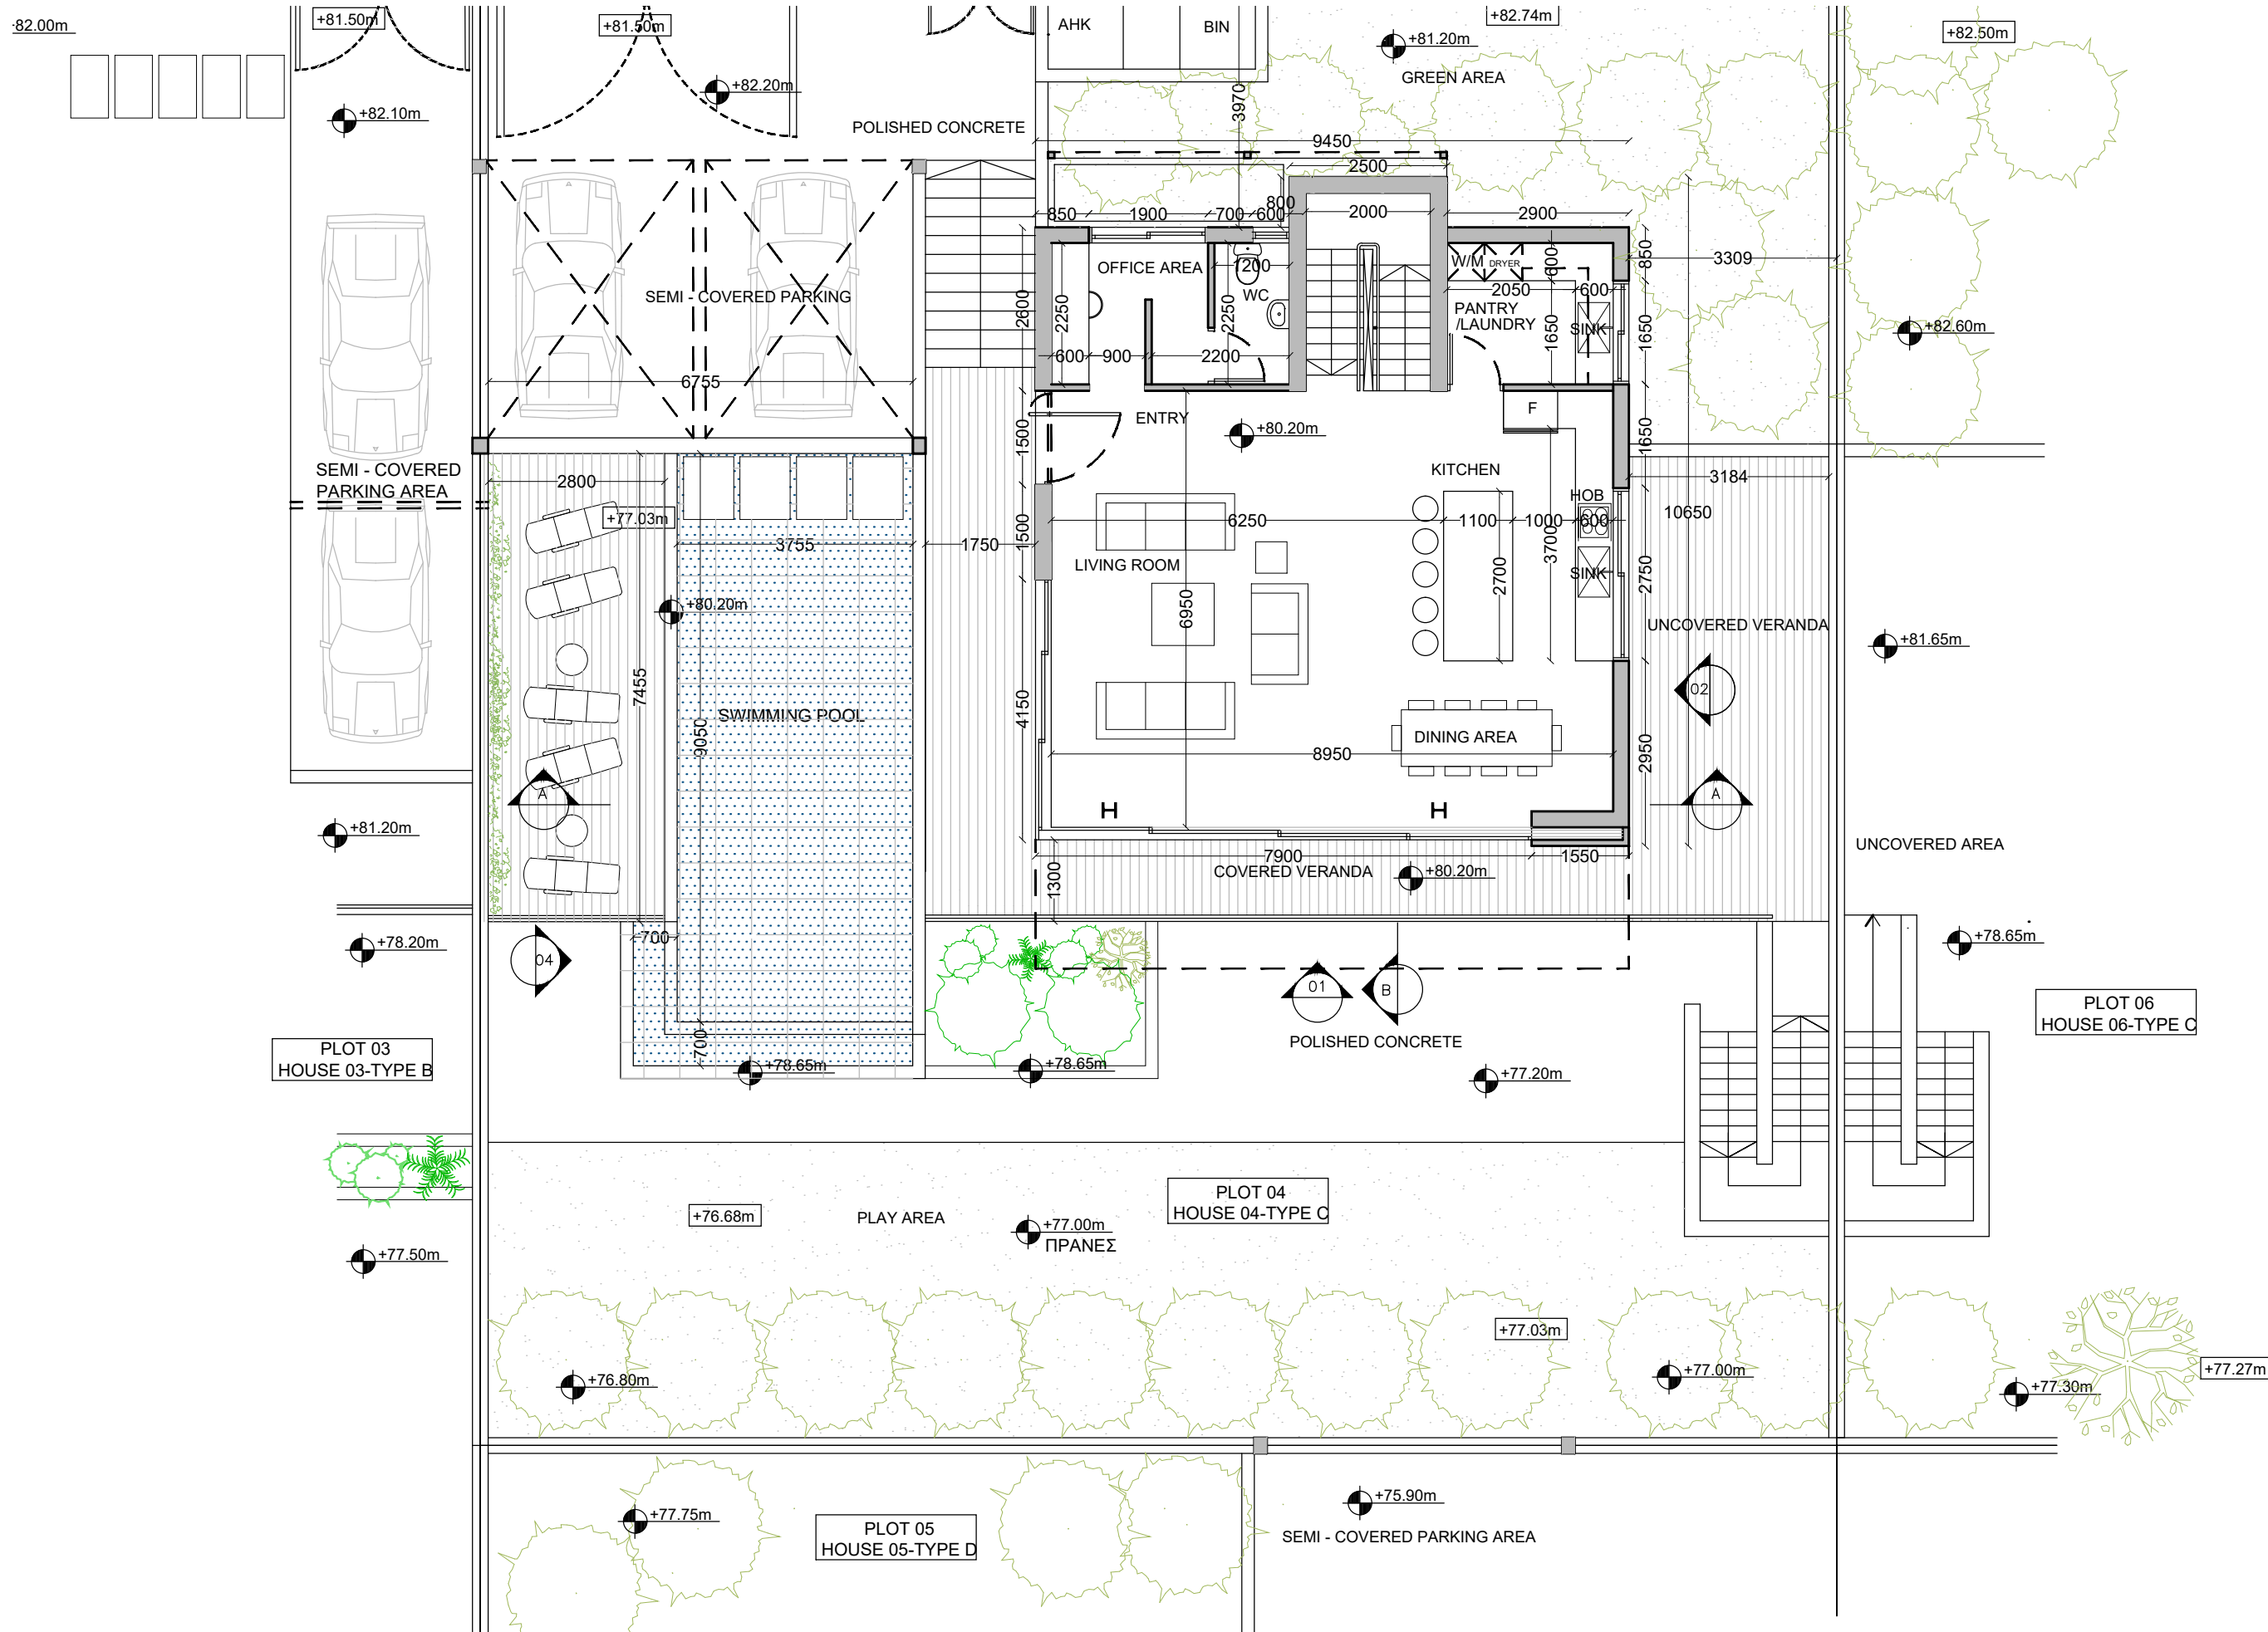 -82.00m
+81.50m
+81.50m
AHK
BIN
+82.74m
+82.50m
+81.20m
GREEN AREA
+82.20m
+82.10m
POLISHED CONCRETE
3970
9450
2500
800
850
1900
700
600
2000
2900
OFFICE AREA
1200
W/M
DRYER
600
850
3309
SEMI - COVERED PARKING
WC
2050
600
2600
2250
2250
PANTRY
/LAUNDRY
1650
SINK
1650
+82.60m
600
900
2200
6755
ENTRY
F
+80.20m
1500
1650
SEMI - COVERED
PARKING AREA
2800
KITCHEN
3184
HOB
+77.03m
6250
1100
1000
600
10650
3755
1750
1500
3700
LIVING ROOM
2700
SINK
2750
+80.20m
6950
UNCOVERED VERANDA
+81.65m
7455
02
SWIMMING POOL
9050
4150
DINING AREA
8950
2950
A
H
H
A
+81.20m
UNCOVERED AREA
7900
1550
COVERED VERANDA
+80.20m
1300
+78.20m
700
+78.65m
04
01
B
PLOT 06
HOUSE 06-TYPE C
POLISHED CONCRETE
PLOT 03
HOUSE 03-TYPE B
700
+78.65m
+78.65m
+77.20m
PLOT 04
HOUSE 04-TYPE C
+76.68m
PLAY AREA
+77.00m
ΠΡΑΝΕΣ
+77.50m
+77.03m
+76.80m
+77.00m
+77.30m
+77.27m
+77.75m
+75.90m
PLOT 05
HOUSE 05-TYPE D
SEMI - COVERED PARKING AREA